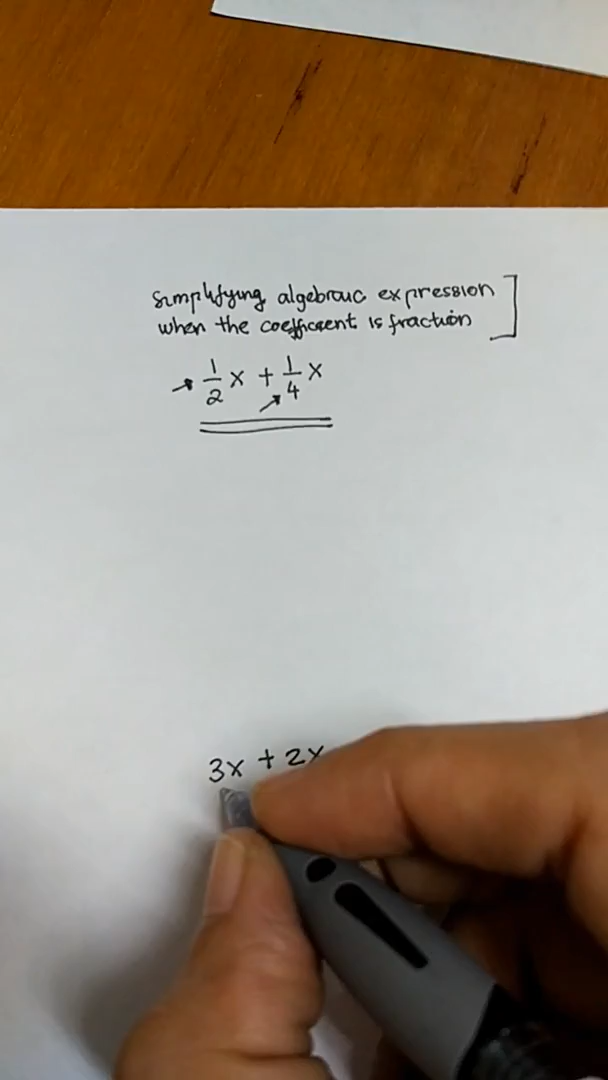 simplifying algebraic expression
when the coefficient is fraction
1/2 x + 1/4 x
3x + 2x